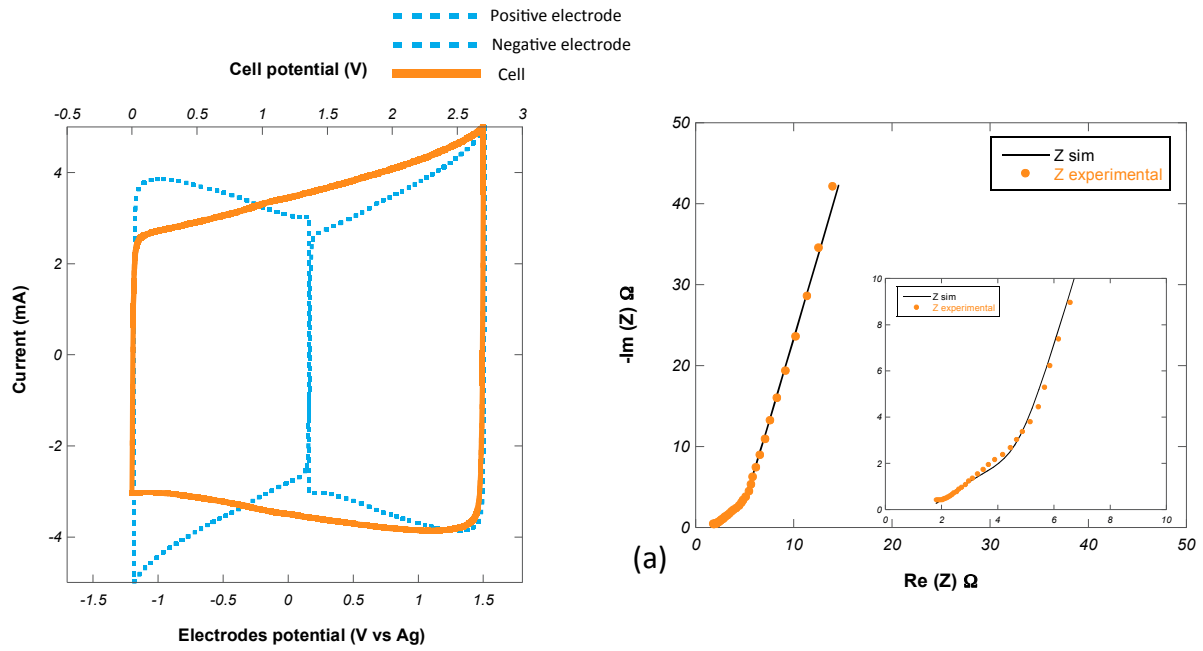 Positive electrode
Negative electrode
Cell potential (V)
Cell
-0.5 0 0.5 1 1.5 2 2.5 3
4
2
0
-2
-4
Current (mA)
-1.5 -1 -0.5 0 0.5 1 1.5
Electrodes potential (V vs Ag)
50
40
30
20
10
0
-Im (Z) Ω
Z sim
Z experimental
10
8
6
4
2
0
Z sim
Z experimental
0 2 4 6 8 10
(a)
0 10 20 30 40 50
Re (Z) Ω